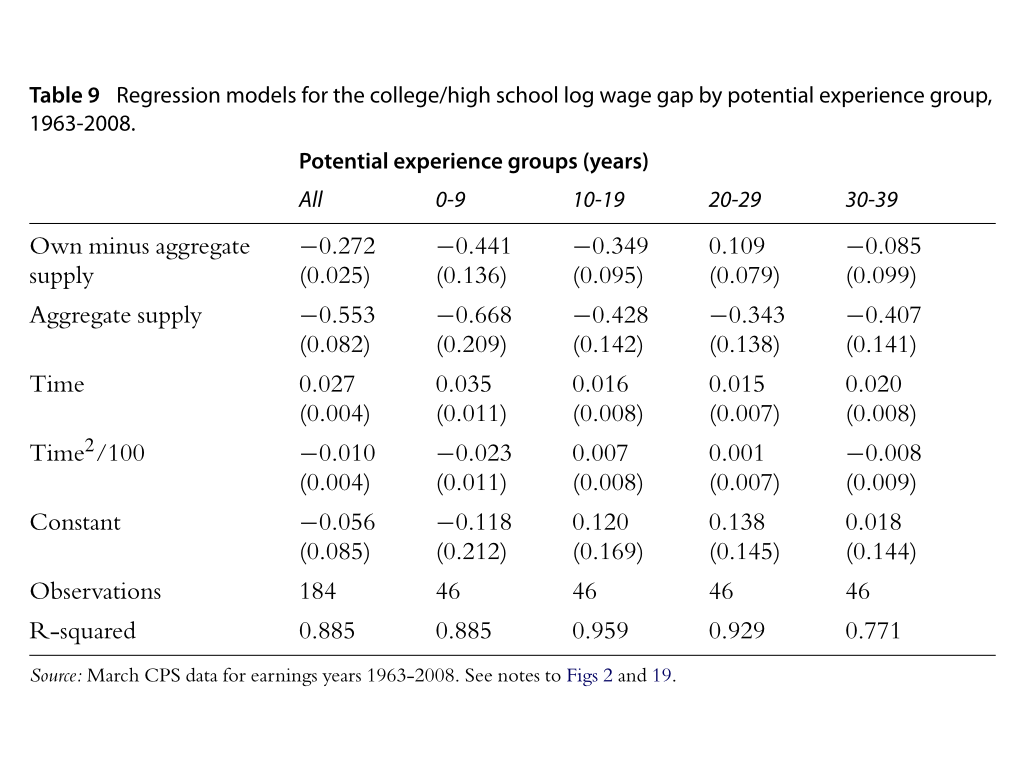 Table 9 Regression models for the college/high school log wage gap by potential experience group,
1963-2008.
Potential experience groups (years)
All 0-9 10-19 20-29 30-39
Own minus aggregate −0.272 −0.441 −0.349 0.109 −0.085
supply (0.025) (0.136) (0.095) (0.079) (0.099)
Aggregate supply −0.553 −0.668 −0.428 −0.343 −0.407
(0.082) (0.209) (0.142) (0.138) (0.141)
Time 0.027 0.035 0.016 0.015 0.020
(0.004) (0.011) (0.008) (0.007) (0.008)
Time²/100 −0.010 −0.023 0.007 0.001 −0.008
(0.004) (0.011) (0.008) (0.007) (0.009)
Constant −0.056 −0.118 0.120 0.138 0.018
(0.085) (0.212) (0.169) (0.145) (0.144)
Observations 184 46 46 46 46
R-squared 0.885 0.885 0.959 0.929 0.771
Source: March CPS data for earnings years 1963–2008. See notes to Figs 2 and 19.